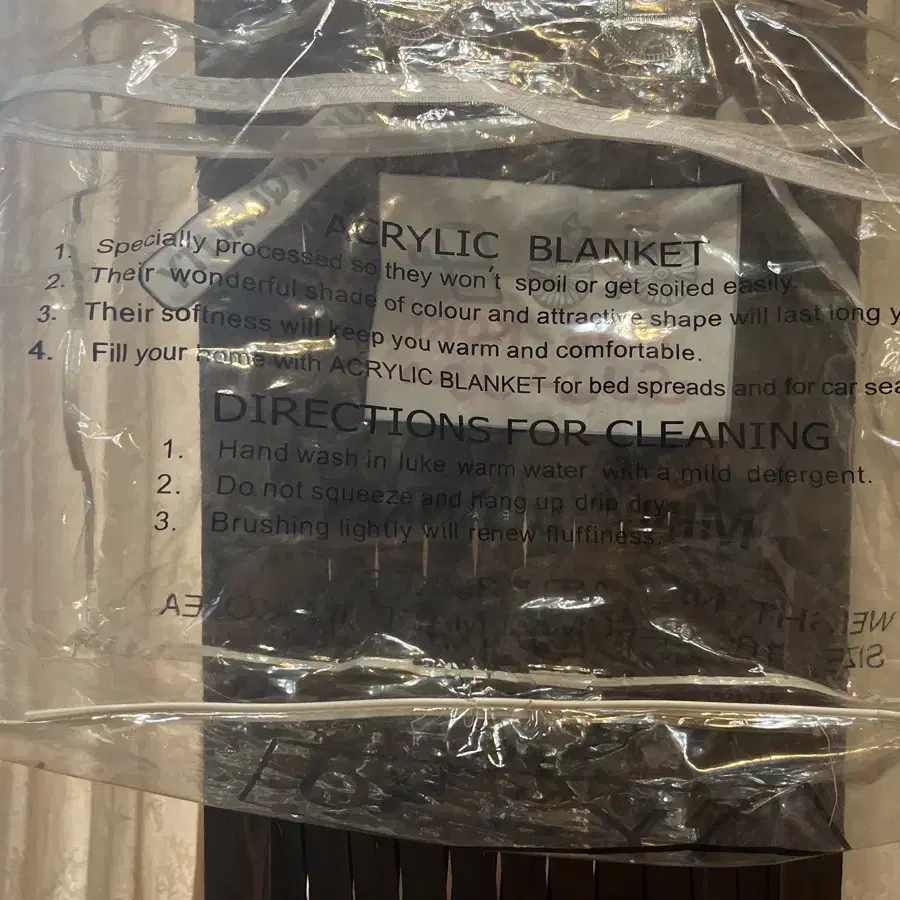 ACRYLIC BLANKET
1. Specially processed so they won't spoil or get soiled easily.
2. Their wonderful shade of colour and attractive shape will last long
3. Their softness will keep you warm and comfortable.
4. Fill your home with ACRYLIC BLANKET for bed spreads and for car
DIRECTIONS FOR CLEANING
1. Hand wash in luke warm water with a mild detergent.
2. Do not squeeze and hang up drip dry.
3. Brushing lightly will renew fluffiness.
WEIGHT
SIZE